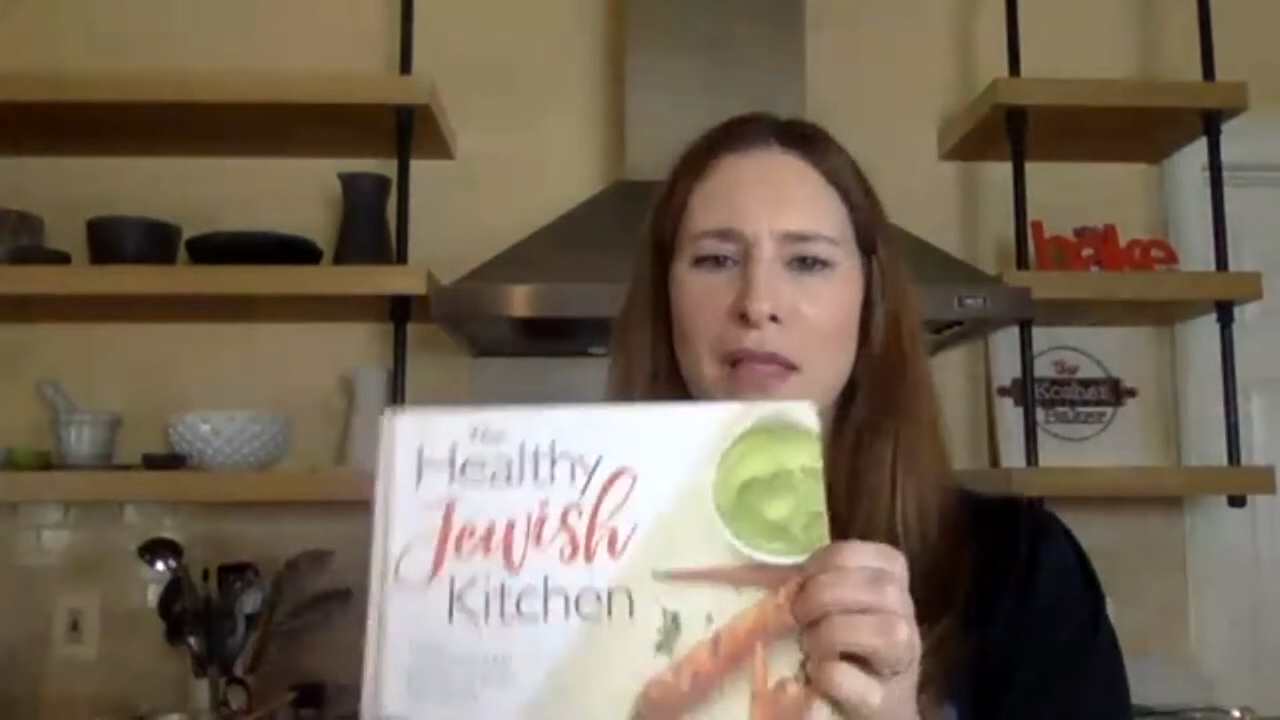 bake
The
Kosher
Baker
The
Healthy
Jewish
Kitchen